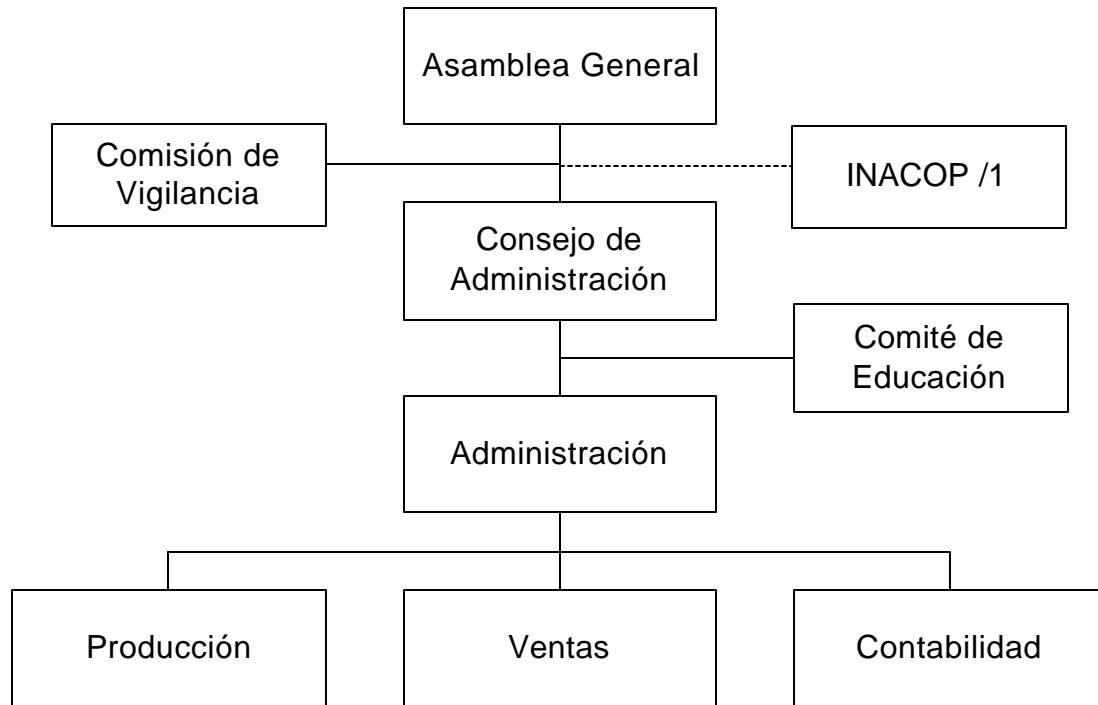 Asamblea General
Comisión de
Vigilancia
INACOP /1
Consejo de
Administración
Comité de
Educación
Administración
Producción
Ventas
Contabilidad